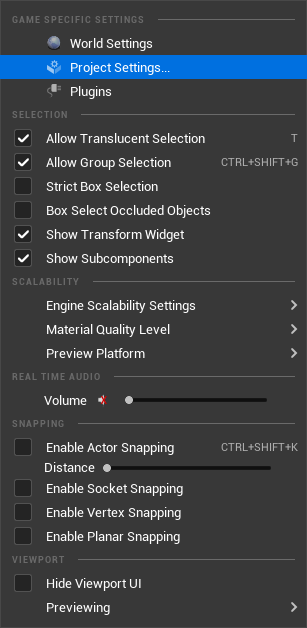 GAME SPECIFIC SETTINGS
World Settings
Project Settings...
Plugins
SELECTION
Allow Translucent Selection T
Allow Group Selection CTRL+SHIFT+G
Strict Box Selection
Box Select Occluded Objects
Show Transform Widget
Show Subcomponents
SCALABILITY
Engine Scalability Settings
Material Quality Level
Preview Platform
REAL TIME AUDIO
Volume
SNAPPING
Enable Actor Snapping CTRL+SHIFT+K
Distance
Enable Socket Snapping
Enable Vertex Snapping
Enable Planar Snapping
VIEWPORT
Hide Viewport UI
Previewing